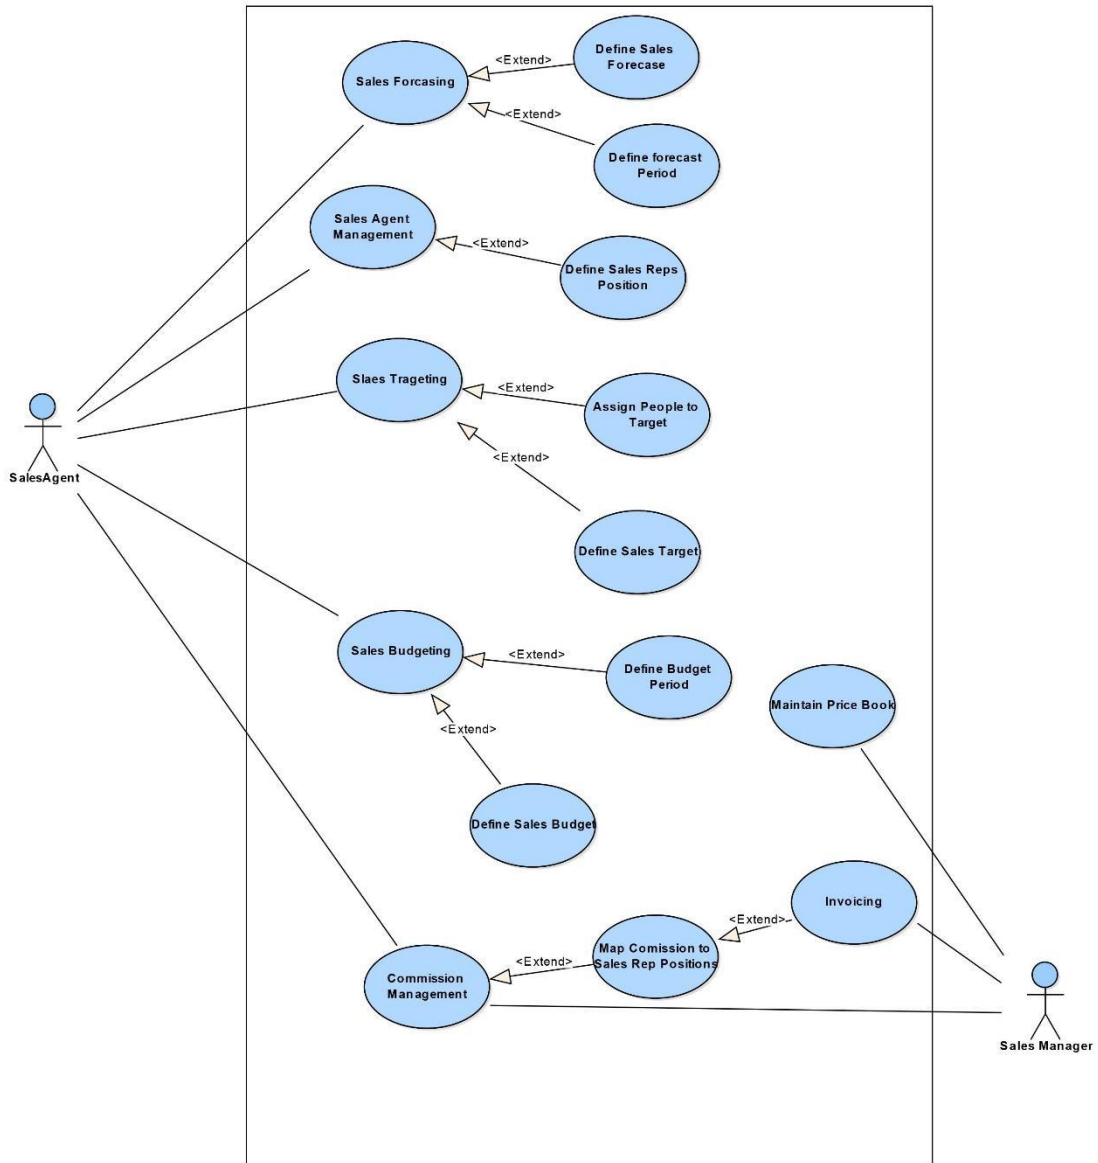 Define Sales
Forecase
<Extend>
Sales Forcasing
<Extend>
Define forecast
Period
Sales Agent
Management
<Extend>
Define Sales Reps
Position
Slaes Trageting
<Extend>
Assign People to
Target
<Extend>
SalesAgent
Define Sales Target
Sales Budgeting
<Extend>
Define Budget
Period
Maintain Price Book
<Extend>
Define Sales Budget
Invoicing
<Extend>
Map Comission to
Sales Rep Positions
<Extend>
Commission
Management
Sales Manager